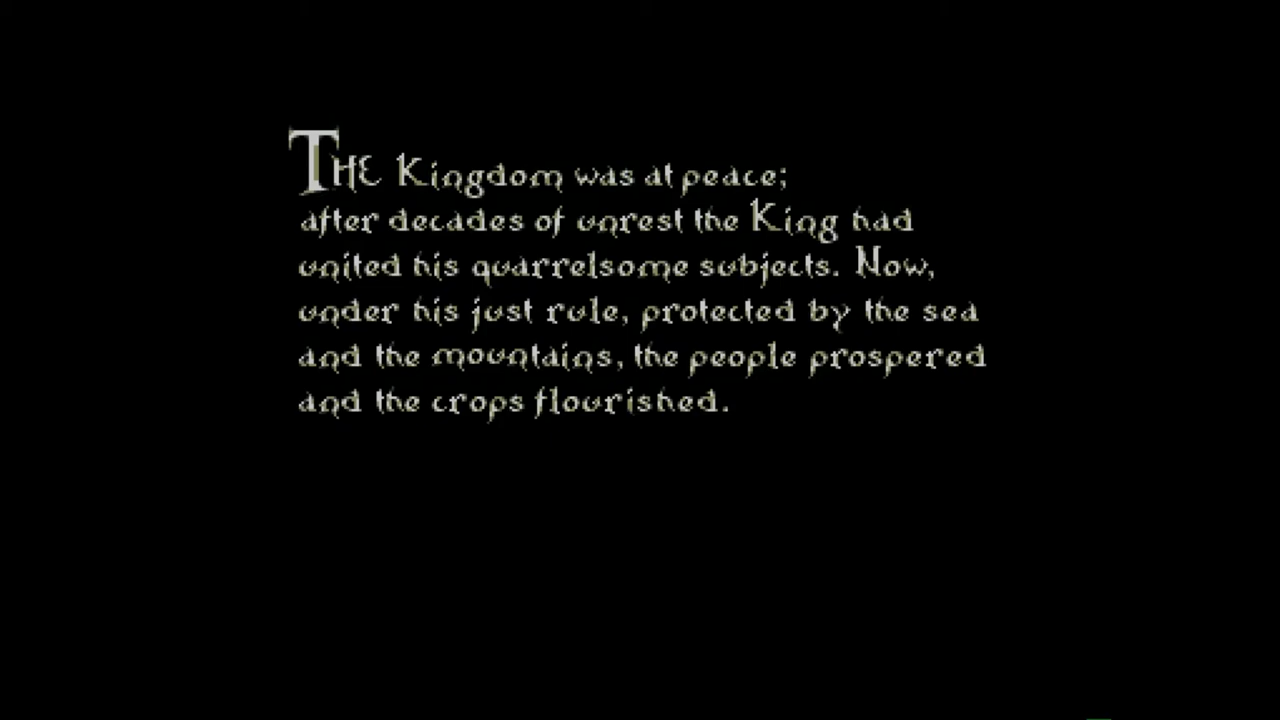 THE Kingdom was at peace;
after decades of unrest the King had
united his quarrelsome subjects. Now,
under his just rule, protected by the sea
and the mountains, the people prospered
and the crops flourished.